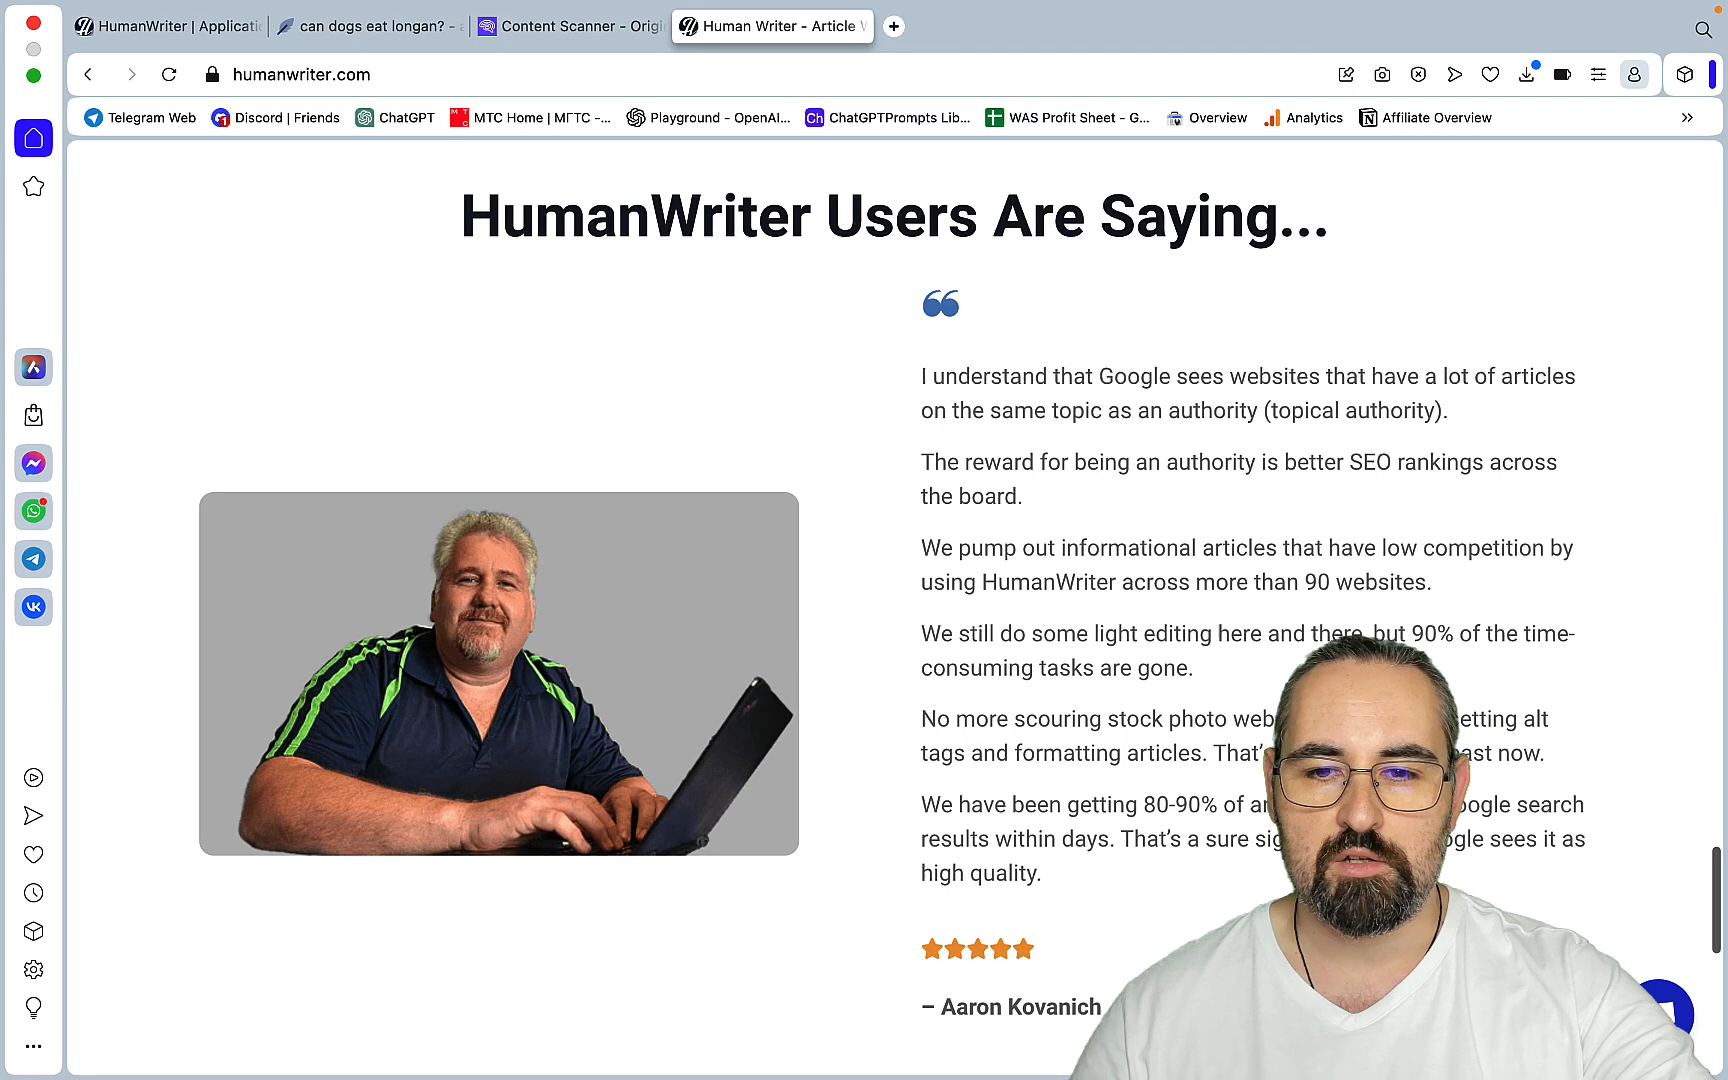 HumanWriter | Applicati
can dogs eat longan? -
Content Scanner - Origi
Human Writer - Article
humanwriter.com
Telegram Web
Discord | Friends
ChatGPT
МТС Home | МГТС -...
Playground - OpenAI...
Ch
ChatGPTPrompts Lib...
WAS Profit Sheet - G...
Overview
Analytics
Affiliate Overview
HumanWriter Users Are Saying...
I understand that Google sees websites that have a lot of articles
on the same topic as an authority (topical authority).
The reward for being an authority is better SEO rankings across
the board.
We pump out informational articles that have low competition by
using HumanWriter across more than 90 websites.
We still do some light editing here and there, but 90% of the time-
consuming tasks are gone.
No more scouring stock photo web etting alt
tags and formatting articles. That’ ast now.
We have been getting 80-90% of ar oogle search
results within days. That’s a sure sig gle sees it as
high quality.
– Aaron Kovanich